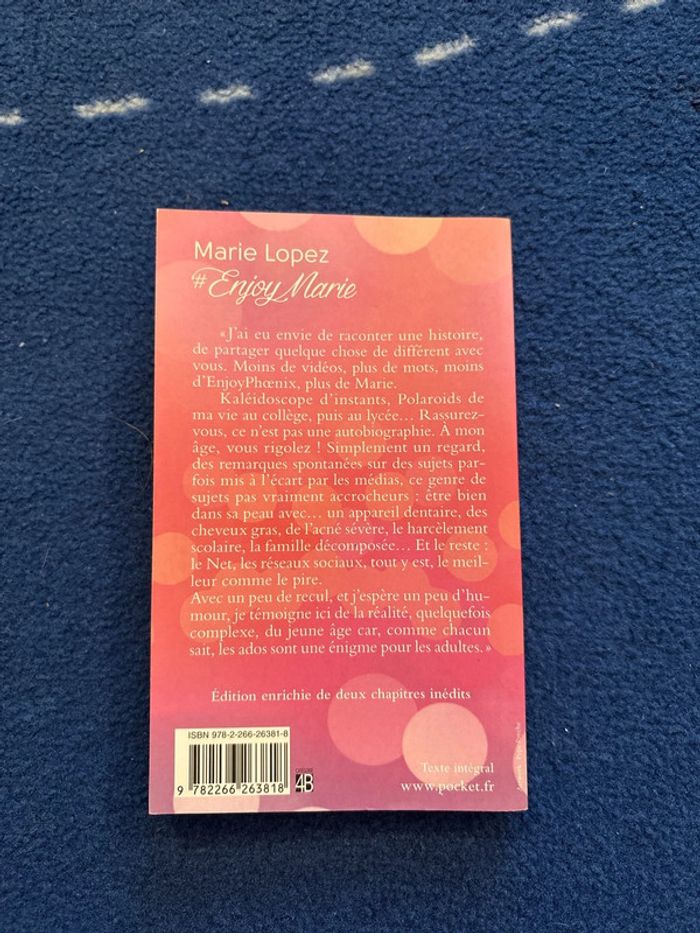 Marie Lopez
#EnjoyMarie
«J'ai eu envie de raconter une histoire,
de partager quelque chose de différent avec
vous. Moins de vidéos, plus de mots, moins
d'EnjoyPhœnix, plus de Marie.
Kaléidoscope d'instants, Polaroids de
ma vie au collège, puis au lycée... Rassurez-
vous, ce n'est pas une autobiographie. À mon
âge, vous rigolez ! Simplement un regard,
des remarques spontanées sur des sujets par-
fois mis à l'écart par les médias, ce genre de
sujets pas vraiment accrocheurs : être bien
dans sa peau avec... un appareil dentaire, des
cheveux gras, de l'acné sévère, le harcèlement
scolaire, la famille décomposée... Et le reste :
le Net, les réseaux sociaux, tout y est, le meil-
leur comme le pire.
Avec un peu de recul, et j'espère un peu d'hu-
mour, je témoigne ici de la réalité, quelquefois
complexe, du jeune âge car, comme chacun
sait, les ados sont une énigme pour les adultes.»
Édition enrichie de deux chapitres inédits
ISBN 978-2-266-26381-8
9 782266 263818
4B
Texte intégral
www.pocket.fr